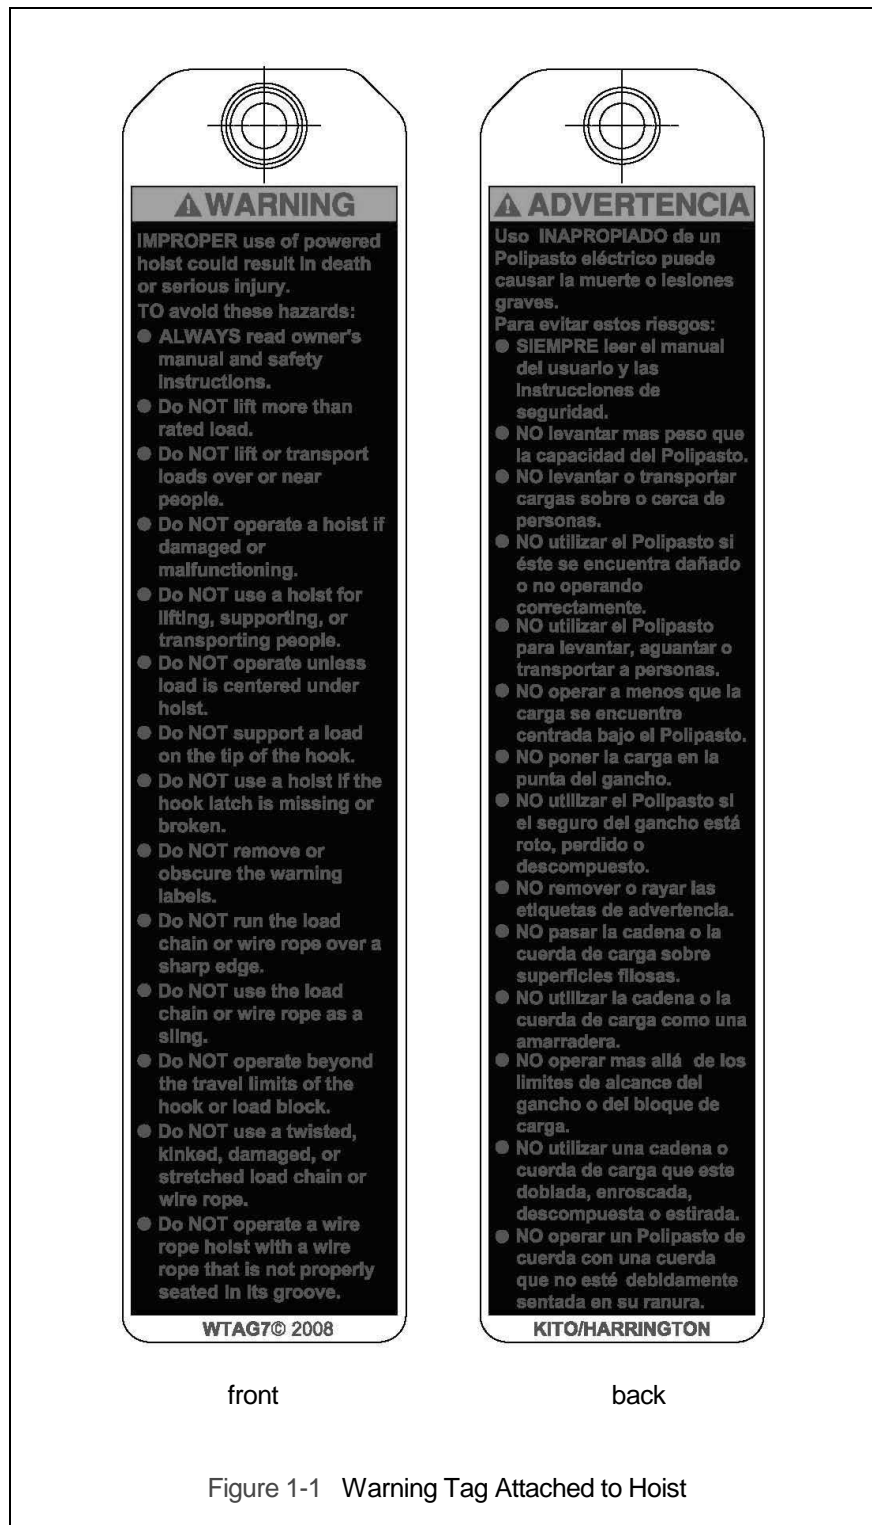 WARNING
IMPROPER use of powered
hoist could result in death
or serious injury.
TO avoid these hazards:
● ALWAYS read owner's
manual and safety
instructions.
● Do NOT lift more than
rated load.
● Do NOT lift or transport
loads over or near
people.
● Do NOT operate a hoist if
damaged or
malfunctioning.
● Do NOT use a hoist for
lifting, supporting, or
transporting people.
● Do NOT operate unless
load is centered under
hoist.
● Do NOT support a load
on the tip of the hook.
● Do NOT use a hoist if the
hook latch is missing or
broken.
● Do NOT remove or
obscure the warning
labels.
● Do NOT run the load
chain or wire rope over a
sharp edge.
● Do NOT use the load
chain or wire rope as a
sling.
● Do NOT operate beyond
the travel limits of the
hook or load block.
● Do NOT use a twisted,
kinked, damaged, or
stretched load chain or
wire rope.
● Do NOT operate a wire
rope hoist with a wire
rope that is not properly
seated in its groove.
WTAG7© 2008
front
ADVERTENCIA
Uso INAPROPIADO de un
Polipasto eléctrico puede
causar la muerte o lesiones
graves.
Para evitar estos riesgos:
● SIEMPRE leer el manual
del usuario y las
instrucciones de
seguridad.
● NO levantar mas peso que
la capacidad del Polipasto.
● NO levantar o transportar
cargas sobre o cerca de
personas.
● NO utilizar el Polipasto si
éste se encuentra dañado
o no operando
correctamente.
● NO utilizar el Polipasto
para levantar, aguantar o
transportar a personas.
● NO operar a menos que la
carga se encuentre
centrada bajo el Polipasto.
● NO poner la carga en la
punta del gancho.
● NO utilizar el Polipasto si
el seguro del gancho está
roto, perdido o
descompuesto.
● NO remover o rayar las
etiquetas de advertencia.
● NO pasar la cadena o la
cuerda de carga sobre
superficies filosas.
● NO utilizar la cadena o la
cuerda de carga como una
amarradera.
● NO operar mas allá de los
limites de alcance del
gancho o del bloque de
carga.
● NO utilizar una cadena o
cuerda de carga que este
doblada, enroscada,
descompuesta o estirada.
● NO operar un Polipasto de
cuerda con una cuerda
que no esté debidamente
sentada en su ranura.
KITO/HARRINGTON
back
Figure 1-1 Warning Tag Attached to Hoist